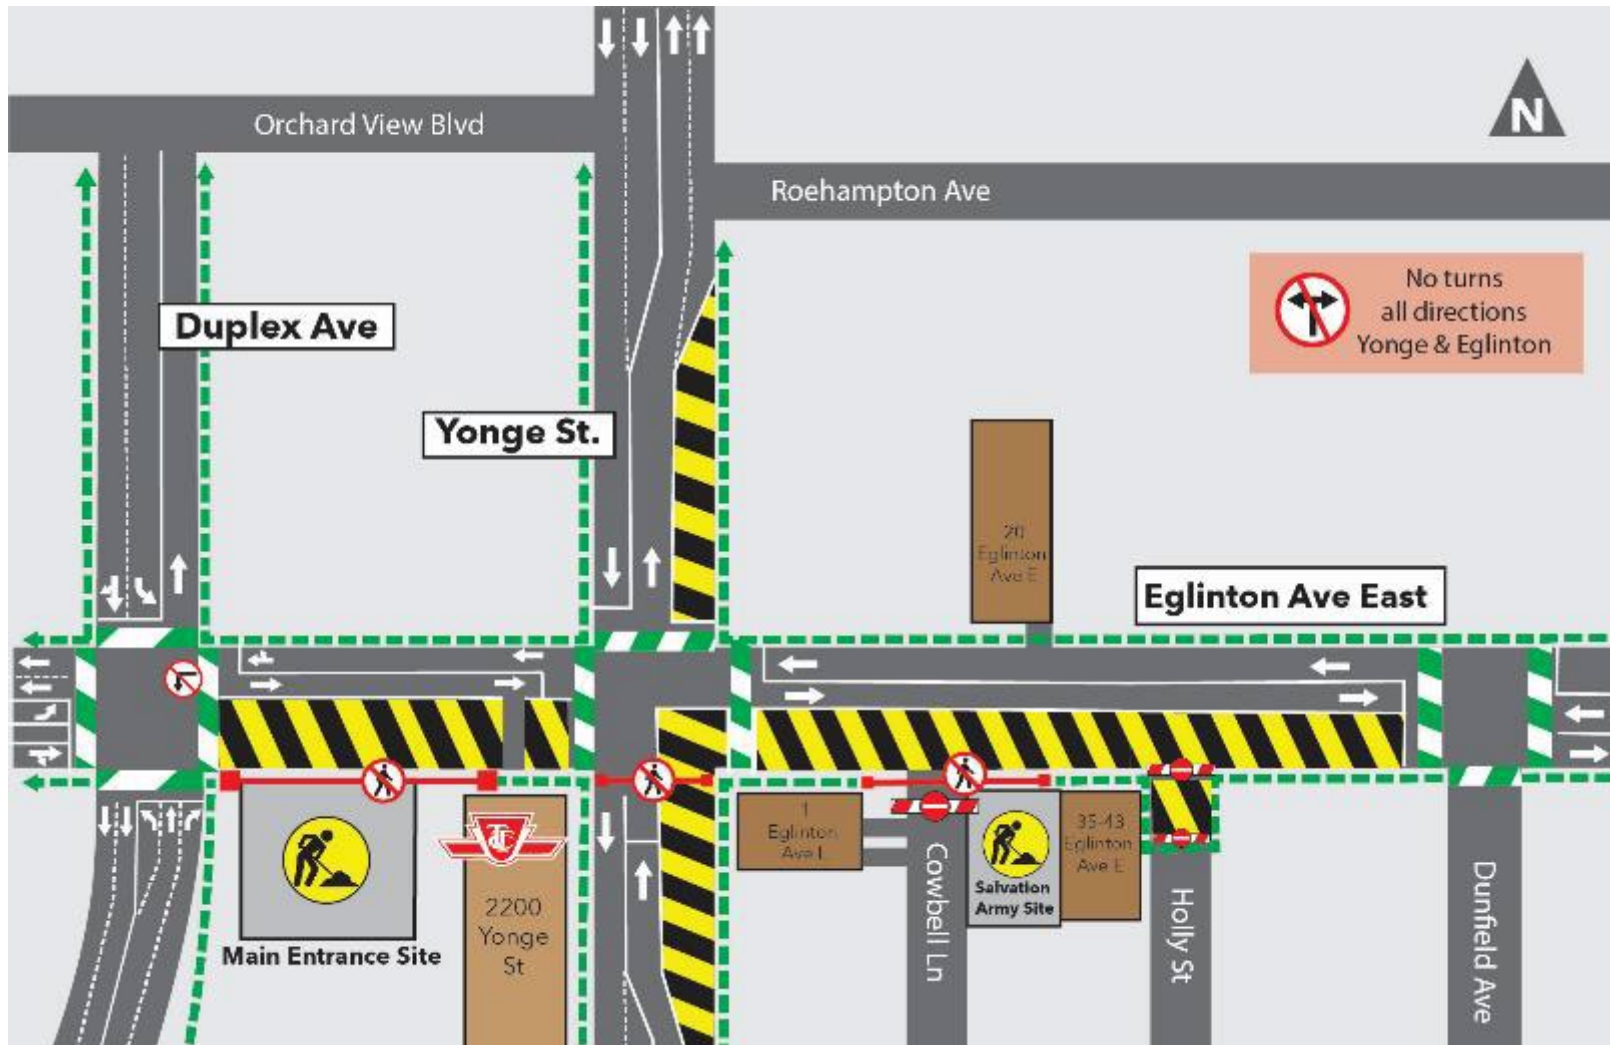 Orchard View Blvd
N
Roehampton Ave
No turns
all directions
Yonge & Eglinton
Duplex Ave
Yonge St.
20
Eglinton
Ave E
Eglinton Ave East
1
Eglinton
Ave E
35-43
Eglinton
Ave E
Salvation
Army Site
Main Entrance Site
TTC
2200
Yonge
St
Cowbell Ln
Holly St
Dunfield Ave